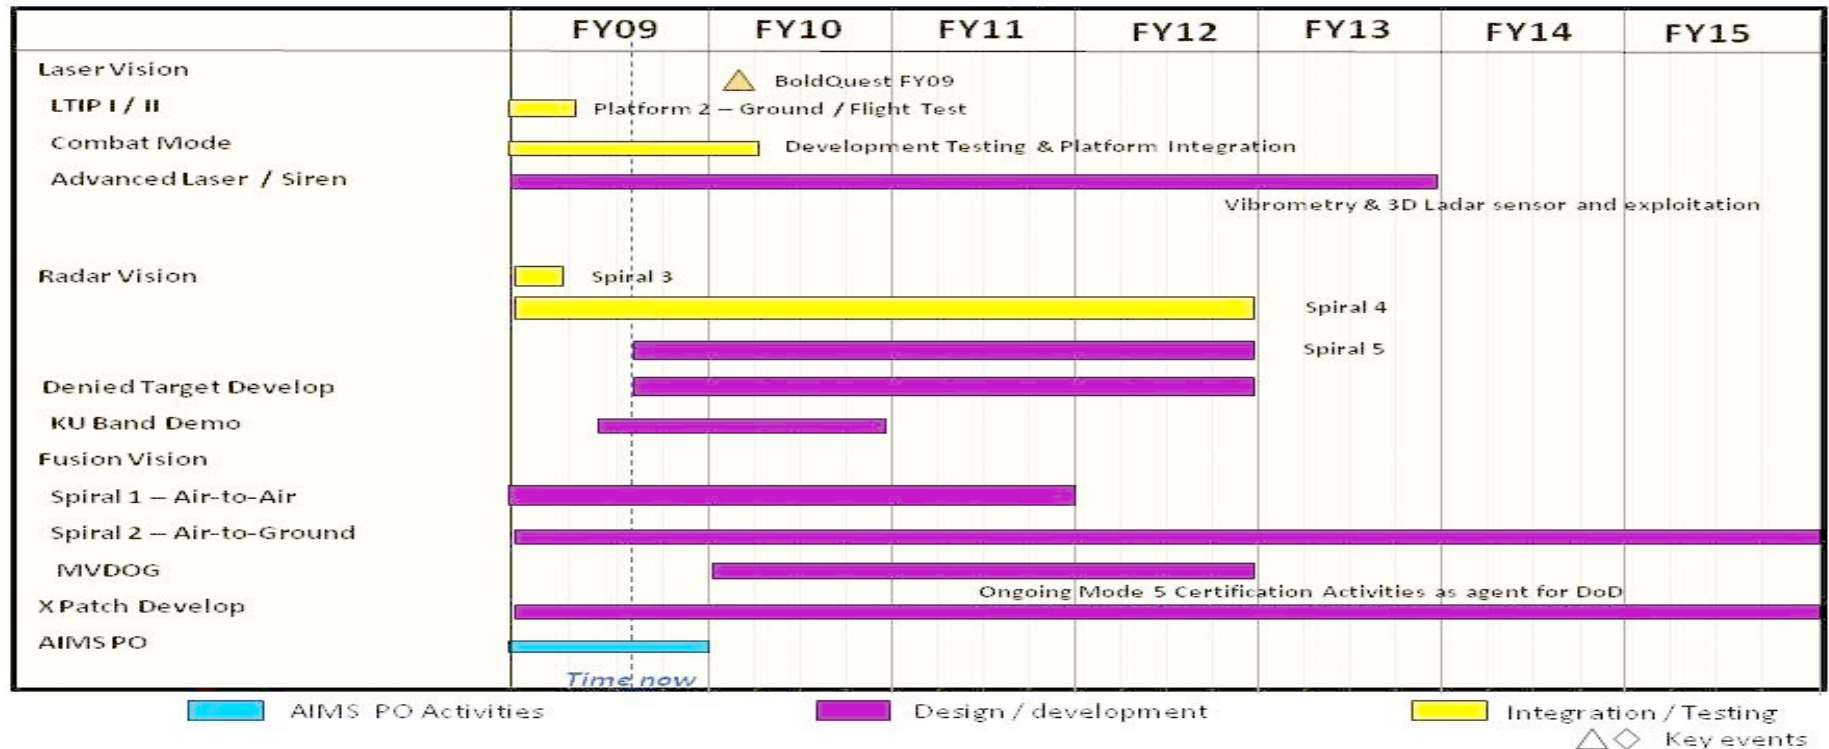 FY09 FY10 FY11 FY12 FY13 FY14 FY15
Laser Vision
BoldQuest FY09
LTIP I / II
Platform 2 – Ground / Flight Test
Combat Mode
Development Testing & Platform Integration
Advanced Laser / Siren
Vibrometry & 3D Ladar sensor and exploitation
Radar Vision
Spiral 3
Spiral 4
Spiral 5
Denied Target Develop
KU Band Demo
Fusion Vision
Spiral 1 – Air-to-Air
Spiral 2 – Air-to-Ground
MVDOG
Ongoing Mode 5 Certification Activities as agent for DoD
X Patch Develop
AIMS PO
Time now
AIMS PO Activities
Design / development
Integration / Testing
Key events